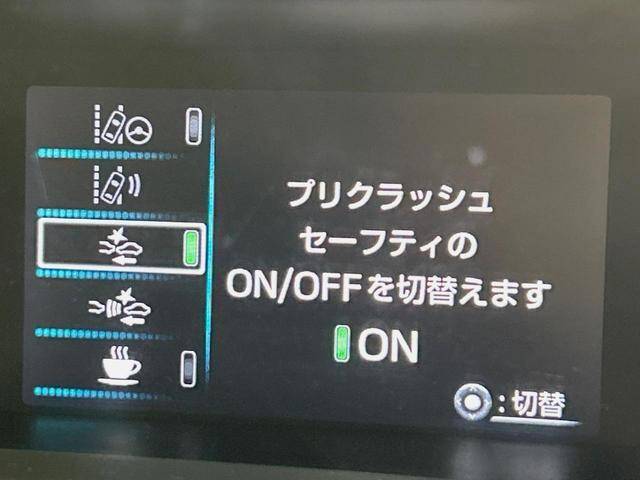 プリクラッシュ
セーフティの
ON/OFFを切替えます
ON
:切替